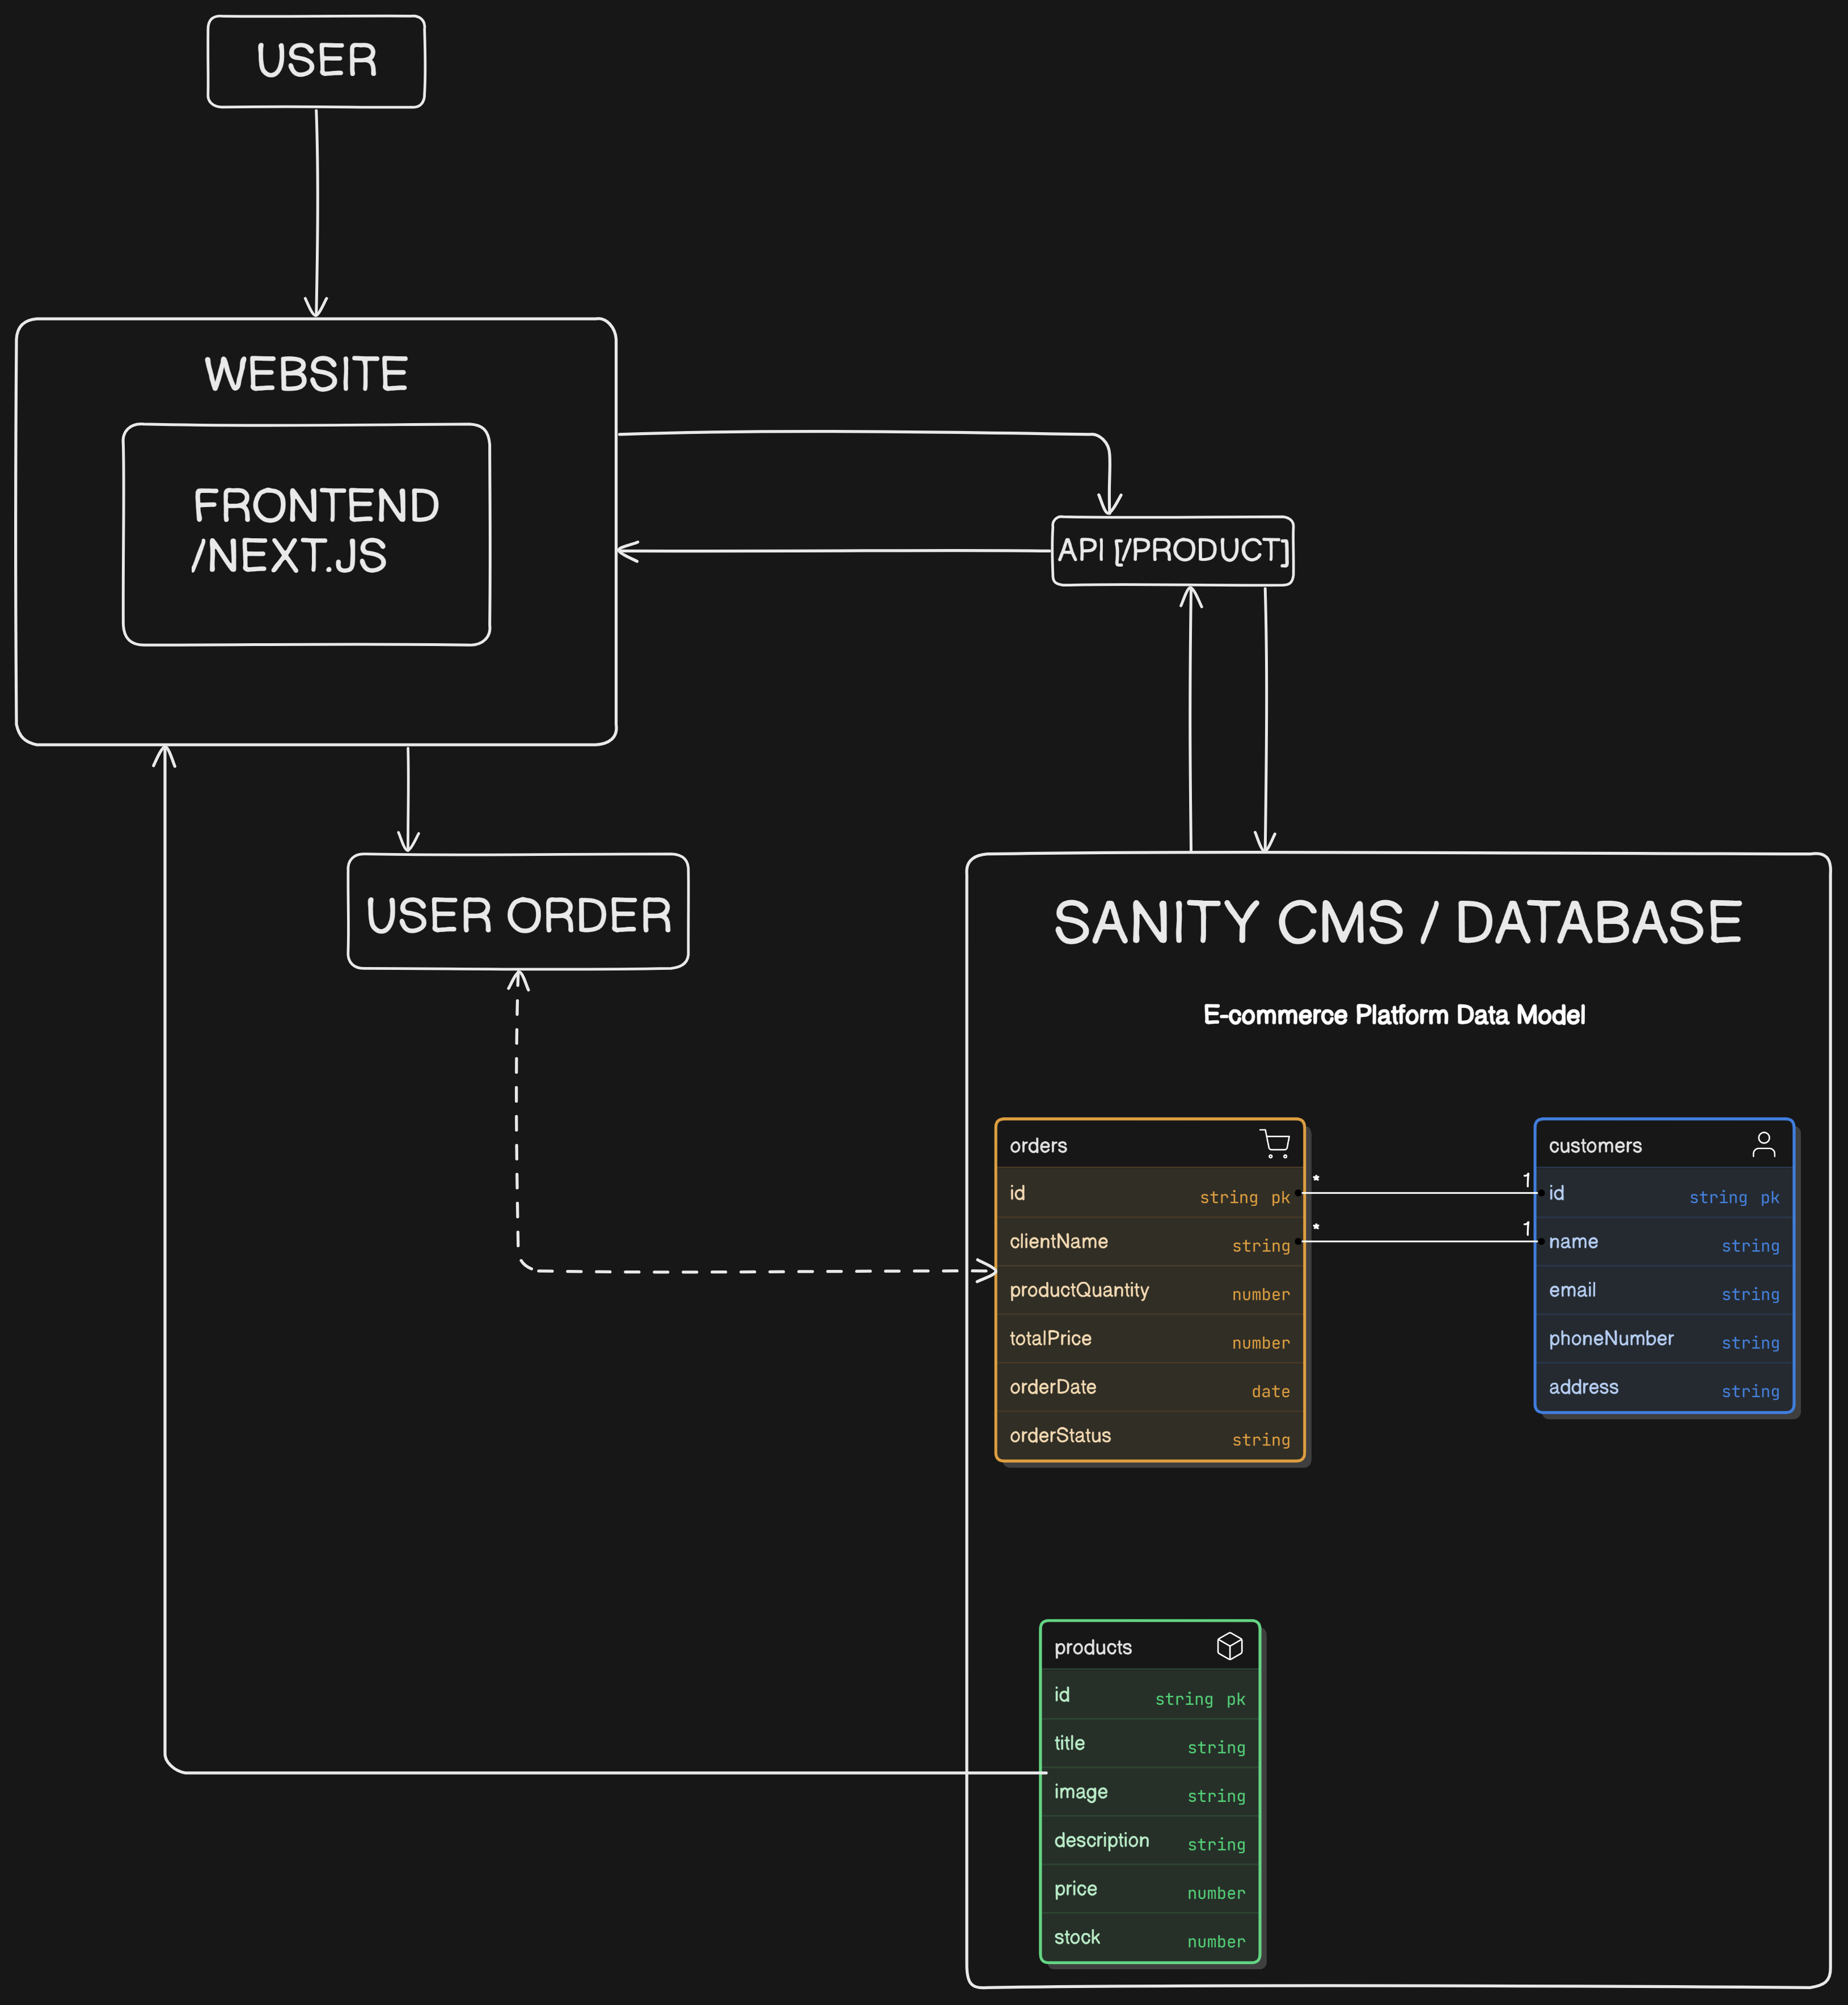 USER
WEBSITE
FRONTEND
/NEXT.JS
API [/PRODUCT]
USER ORDER
SANITY CMS / DATABASE
E-commerce Platform Data Model
orders
id string pk
clientName string
productQuantity number
totalPrice number
orderDate date
orderStatus string
* 1
* 1
customers
id string pk
name string
email string
phoneNumber string
address string
products
id string pk
title string
image string
description string
price number
stock number